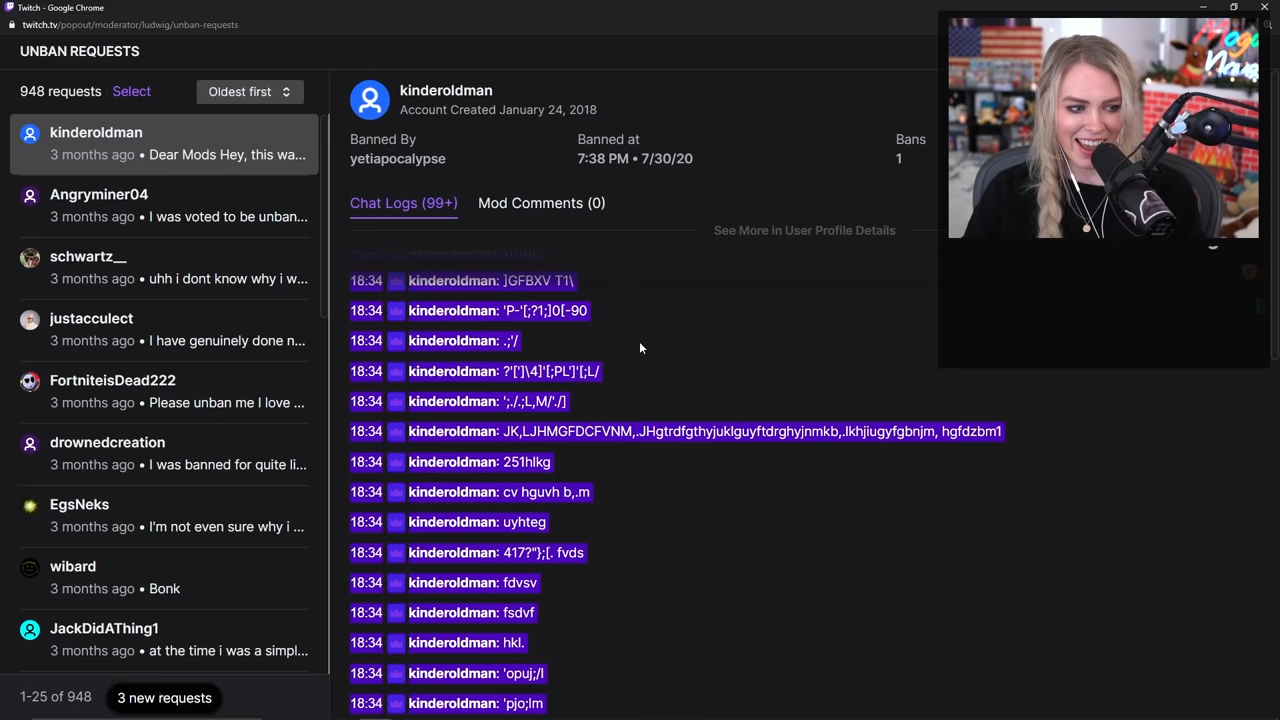 Twitch - Google Chrome
twitch.tv/popout/moderator/ludwig/unban-requests
UNBAN REQUESTS
948 requests Select Oldest first
kinderoldman
3 months ago • Dear Mods Hey, this wa...
Angryminer04
3 months ago • I was voted to be unban...
schwartz__
3 months ago • uhh i dont know why i w...
justacculect
3 months ago • I have genuinely done n...
FortniteisDead222
3 months ago • Please unban me I love ...
drownedcreation
3 months ago • I was banned for quite li...
EgsNeks
3 months ago • I'm not even sure why i ...
wibard
3 months ago • Bonk
JackDidAThing1
3 months ago • at the time i was a simpl...
1-25 of 948 3 new requests
kinderoldman
Account Created January 24, 2018
Banned By Banned at Bans
yetiapocalypse 7:38 PM • 7/30/20 1
Chat Logs (99+) Mod Comments (0)
See More in User Profile Details
18:34 kinderoldman: ]GFBXV T1\
18:34 kinderoldman: 'P-'[;?1;]0[-90
18:34 kinderoldman: .;'/
18:34 kinderoldman: ?'[']\4]'[;PL']'[;L/
18:34 kinderoldman: ';./.;L,M/'./]
18:34 kinderoldman: JK,LJHMGFDCFVNM,.JHgtrdfgthyjuklguyftdrghyjnmkb,.lkhjiugyfgbnjm, hgfdzbm1
18:34 kinderoldman: 251hlkg
18:34 kinderoldman: cv hguvh b,.m
18:34 kinderoldman: uyhteg
18:34 kinderoldman: 417?"};[. fvds
18:34 kinderoldman: fdvsv
18:34 kinderoldman: fsdvf
18:34 kinderoldman: hkl.
18:34 kinderoldman: 'opuj;/l
18:34 kinderoldman: 'pjo;lm